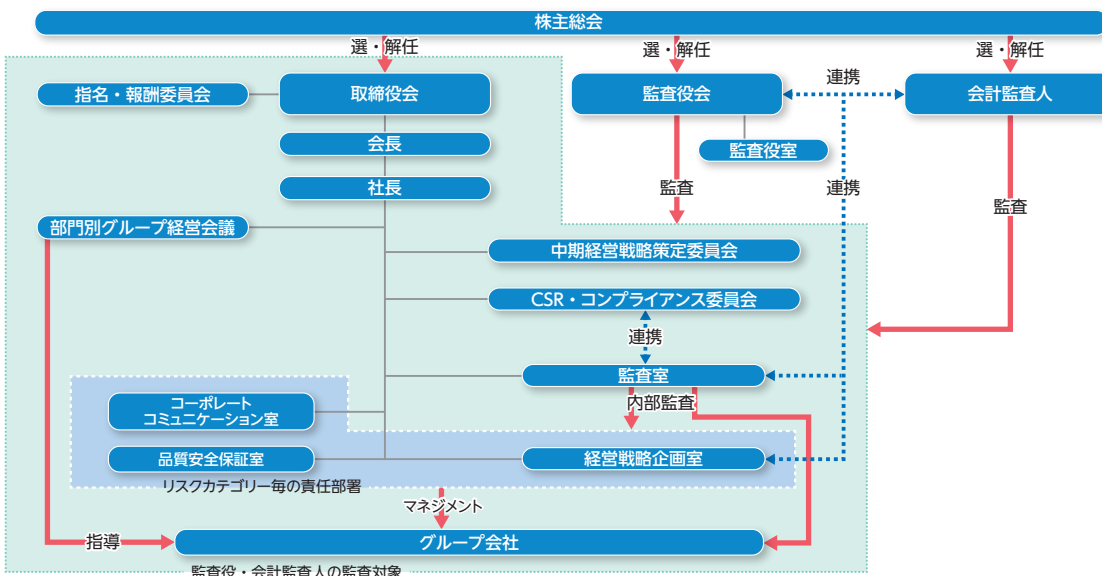 株主総会
選・解任
選・解任
選・解任
指名・報酬委員会
取締役会
監査役会
連携
会計監査人
会長
監査役室
社長
監査
連携
監査
部門別グループ経営会議
中期経営戦略策定委員会
CSR・コンプライアンス委員会
連携
監査室
内部監査
コーポレート
コミュニケーション室
品質安全保証室
経営戦略企画室
リスクカテゴリー毎の責任部署
マネジメント
指導
グループ会社
監査役・会計監査人の監査対象